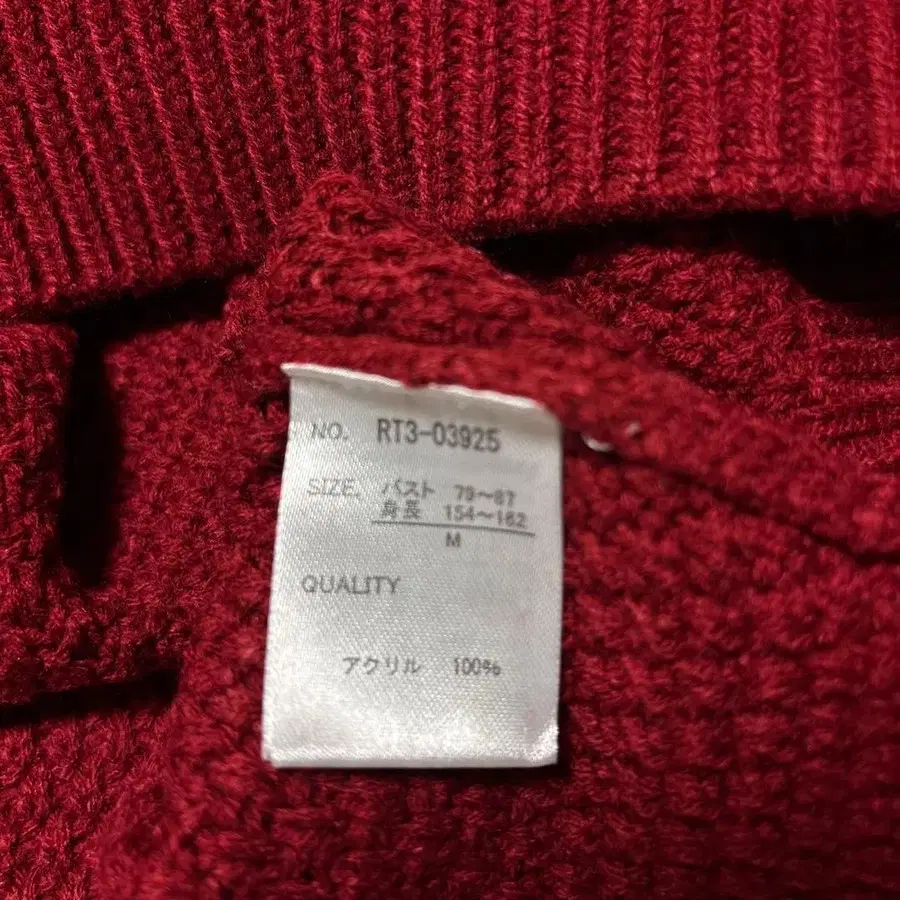 NO. RT3-03925
SIZE. バスト 79～87
身長 154～162
M
QUALITY
アクリル 100%